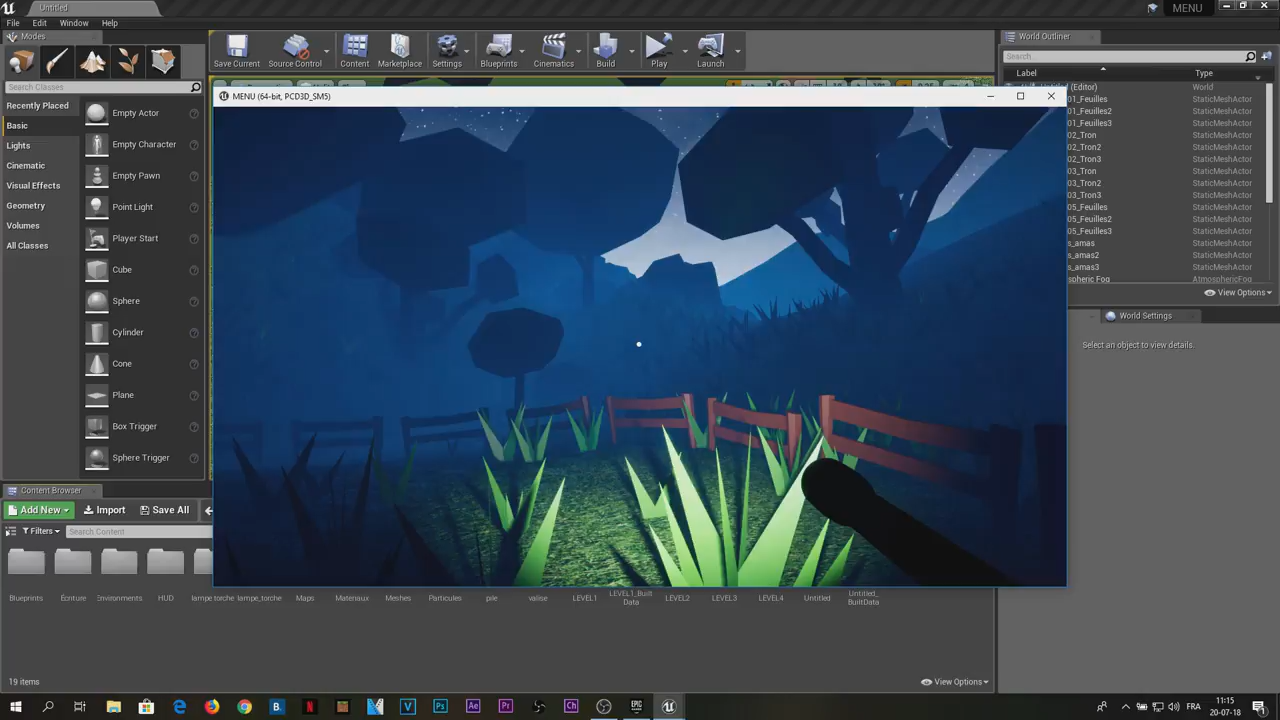 Untitled
MENU
File Edit Window Help
Modes
World Outliner
Search Classes
Save Current
Source Control
Content
Marketplace
Settings
Blueprints
Cinematics
Build
Play
Launch
Search
Label
Type
MENU (64-bit, PCD3D_SM5)
Recently Placed
Basic
Lights
Cinematic
Visual Effects
Geometry
Volumes
All Classes
Empty Actor
Empty Character
Empty Pawn
Point Light
Player Start
Cube
Sphere
Cylinder
Cone
Plane
Box Trigger
Sphere Trigger
(Editor) World
01_Feuilles StaticMeshActor
01_Feuilles2 StaticMeshActor
01_Feuilles3 StaticMeshActor
02_Tron StaticMeshActor
02_Tron2 StaticMeshActor
02_Tron3 StaticMeshActor
03_Tron StaticMeshActor
03_Tron2 StaticMeshActor
03_Tron3 StaticMeshActor
05_Feuilles StaticMeshActor
05_Feuilles2 StaticMeshActor
05_Feuilles3 StaticMeshActor
s_amas StaticMeshActor
s_amas2 StaticMeshActor
s_amas3 StaticMeshActor
View Options
World Settings
Select an object to view details.
Content Browser
Add New Import Save All
Filters Search Content
Blueprints
Ecriture
Environments
HUD
lampe torche
lampe_torche
Maps
Materiaux
Meshes
Particules
pile
valise
LEVEL1
LEVEL1_Built
Data
LEVEL2
LEVEL3
LEVEL4
Untitled
Untitled_
BuiltData
19 items
View Options
FRA
11:15
20-07-18